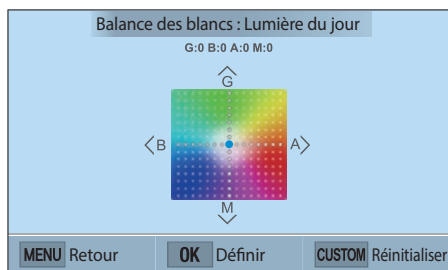 Balance des blancs : Lumière du jour
G:0 B:0 A:0 M:0
G
B A
M
MENU Retour OK Définir CUSTOM Réinitialiser